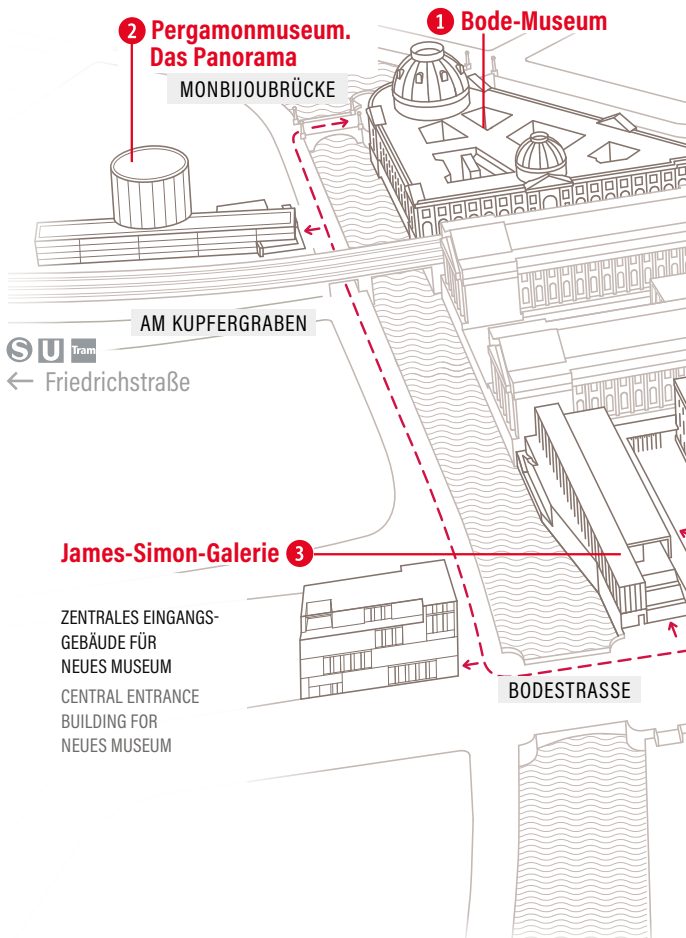 1 Bode-Museum
2 Pergamonmuseum.
Das Panorama
MONBIJOUBRÜCKE
AM KUPFERGRABEN
S U Tram
← Friedrichstraße
James-Simon-Galerie 3
ZENTRALES EINGANGS-
GEBÄUDE FÜR
NEUES MUSEUM
CENTRAL ENTRANCE
BUILDING FOR
NEUES MUSEUM
BODESTRASSE